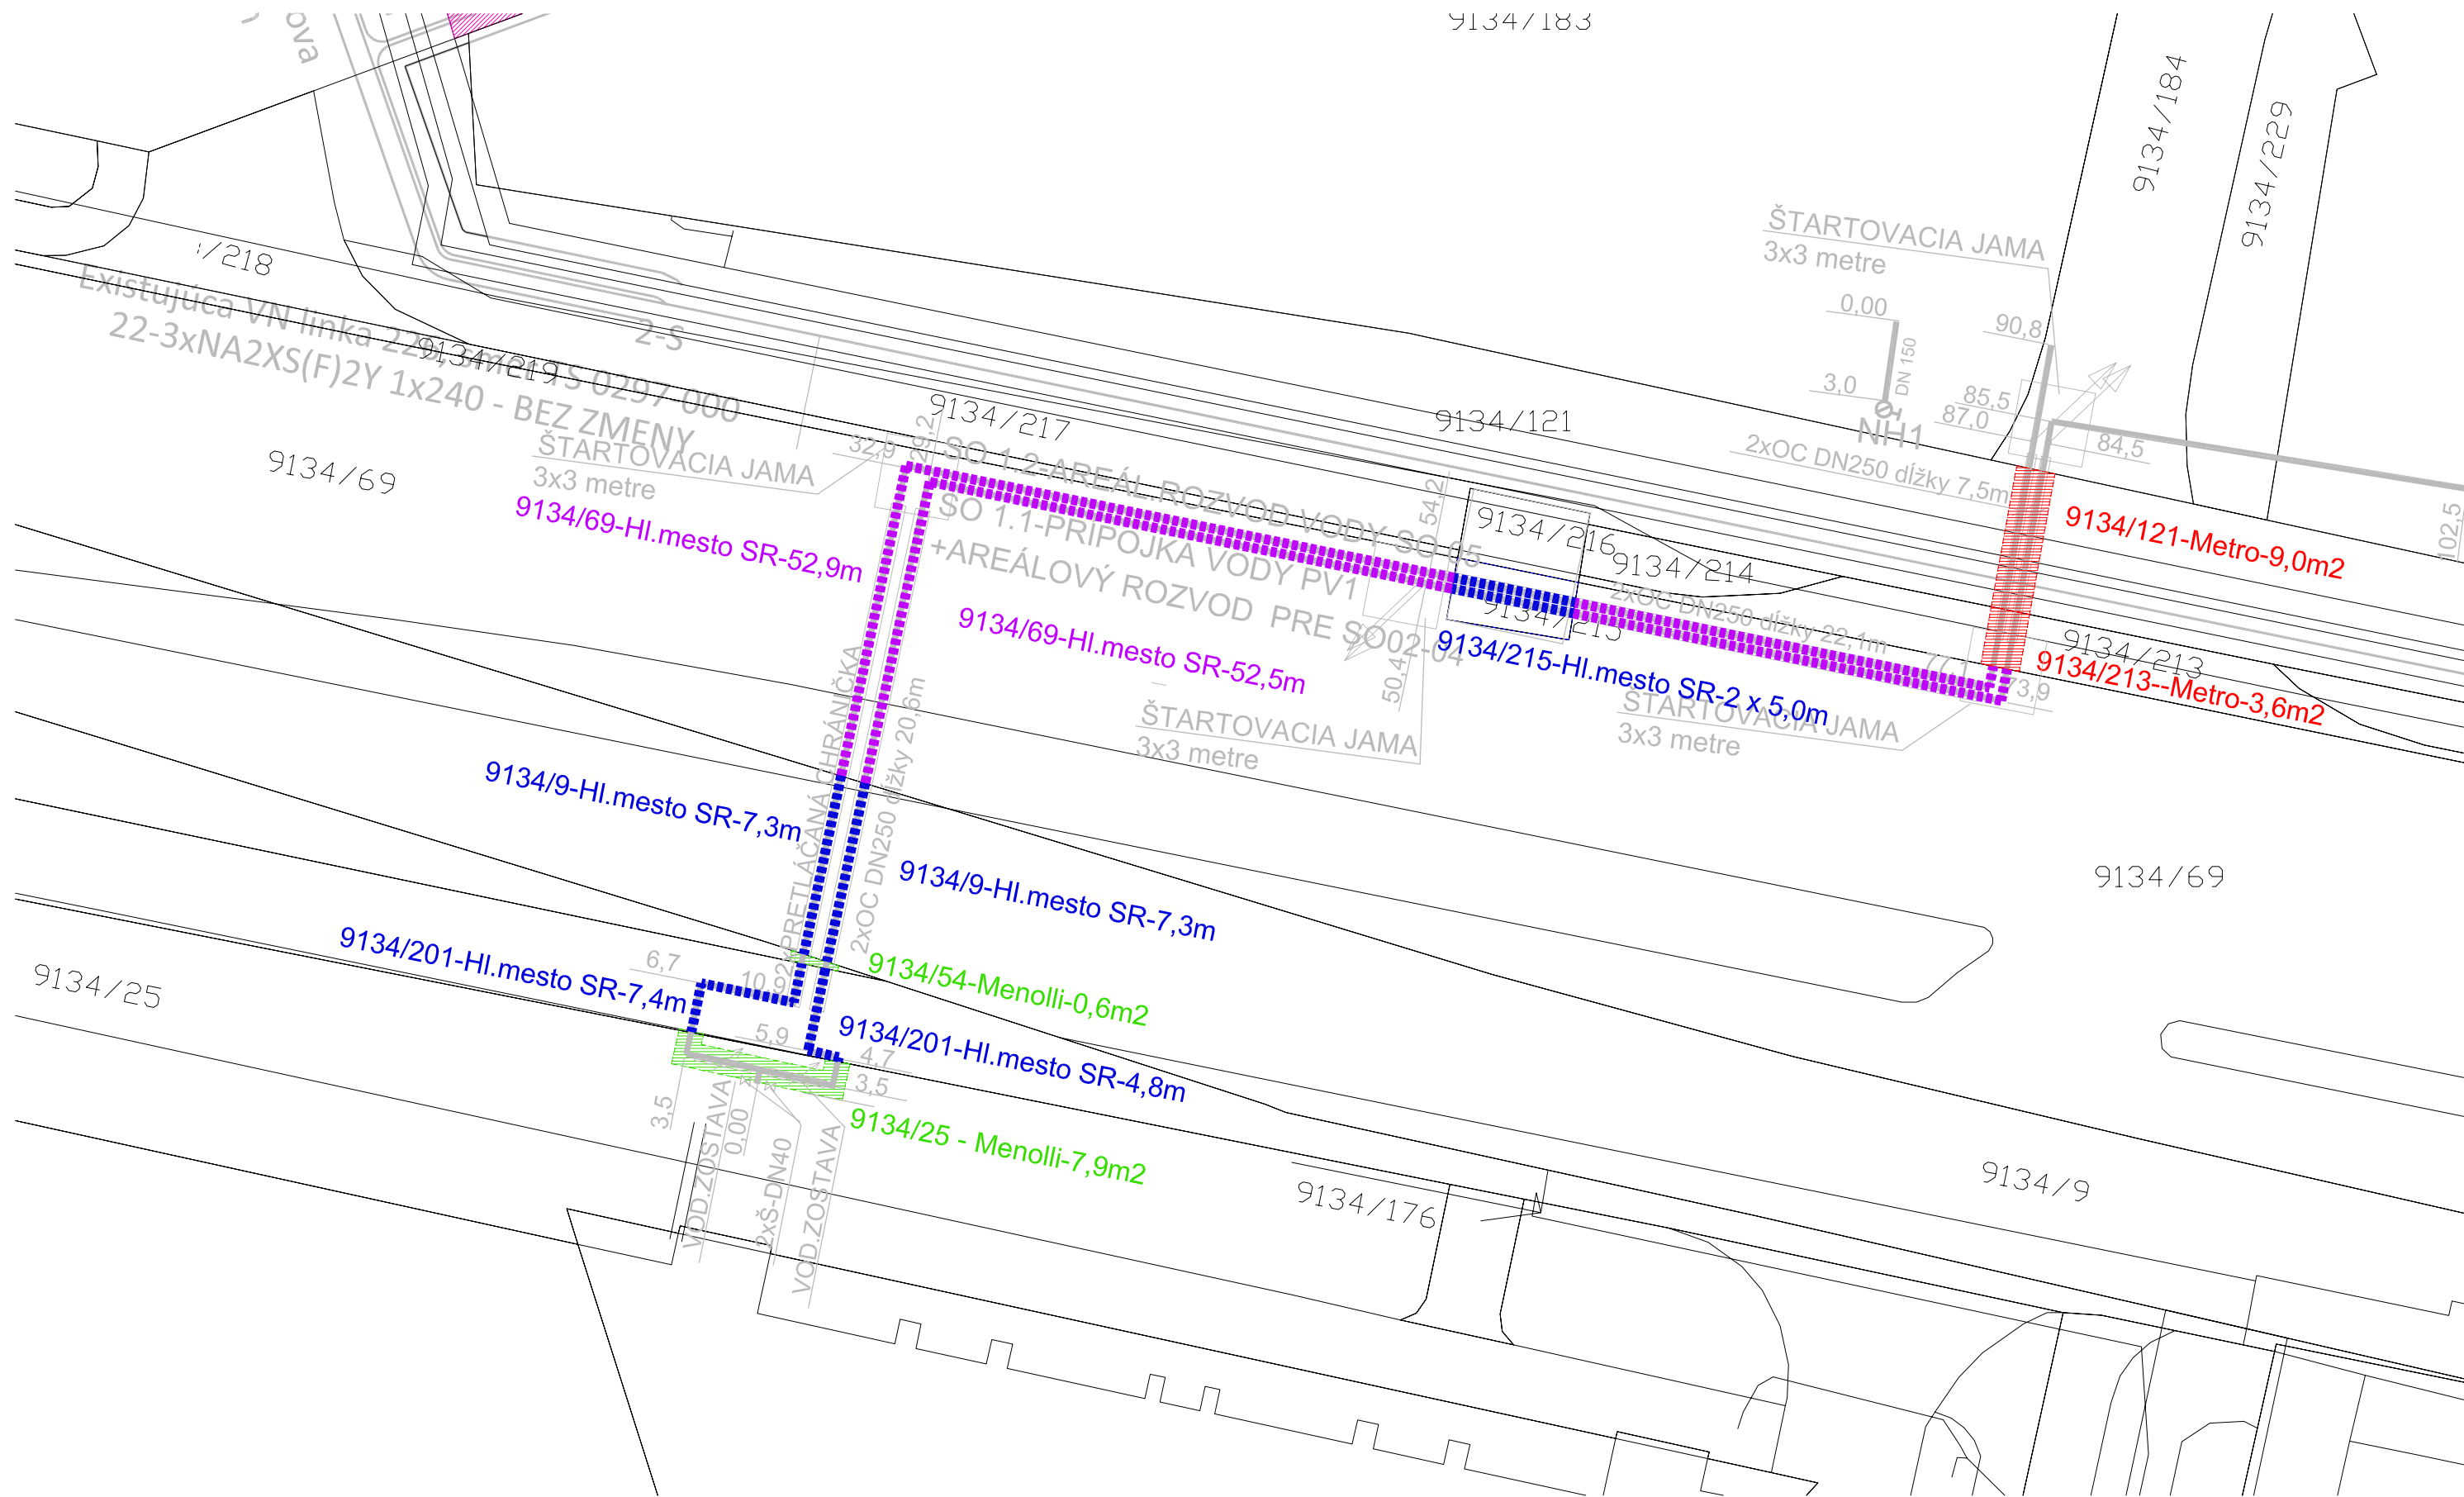 ova
9134/183
9134/184
9134/229
/218
Existujúca VN linka 226, smer TS 0297 000
22-3xNA2XS(F)2Y 1x240 - BEZ ZMENY
2-S
9134/219
9134/69
ŠTARTOVACIA JAMA
3x3 metre
0,00
3,0
DN 150
NH1
90,8
85,5
87,0
84,5
102,5
2xOC DN250 dĺžky 7,5m
9134/217
9134/121
32,9
29,2
ŠTARTOVACIA JAMA
3x3 metre
9134/69-Hl.mesto SR-52,9m
SO 1.2-AREÁL.ROZVOD VODY SO 05
SO 1.1-PRÍPOJKA VODY PV1
+AREÁLOVÝ ROZVOD PRE SO02-04
54,2
50,4
9134/216
9134/214
9134/215
2xOC DN250 dĺžky 22,1m
9134/121-Metro-9,0m2
9134/213
9134/213--Metro-3,6m2
77,1
73,9
9134/69-Hl.mesto SR-52,5m
9134/215-Hl.mesto SR-2 x 5,0m
ŠTARTOVACIA JAMA
3x3 metre
ŠTARTOVACIA JAMA
3x3 metre
2xPRETLÁČANÁ CHRÁNIČKA
2xOC DN250 dĺžky 20,6m
9134/9-Hl.mesto SR-7,3m
9134/9-Hl.mesto SR-7,3m
9134/69
9134/201-Hl.mesto SR-7,4m
9134/54-Menolli-0,6m2
9134/25
6,7
10,9
5,9
4,7
3,5
9134/201-Hl.mesto SR-4,8m
9134/25 - Menolli-7,9m2
3,5
0,00
VOD.ZOSTAVA
2xŠ-DN40
VOD.ZOSTAVA
9134/176
9134/9